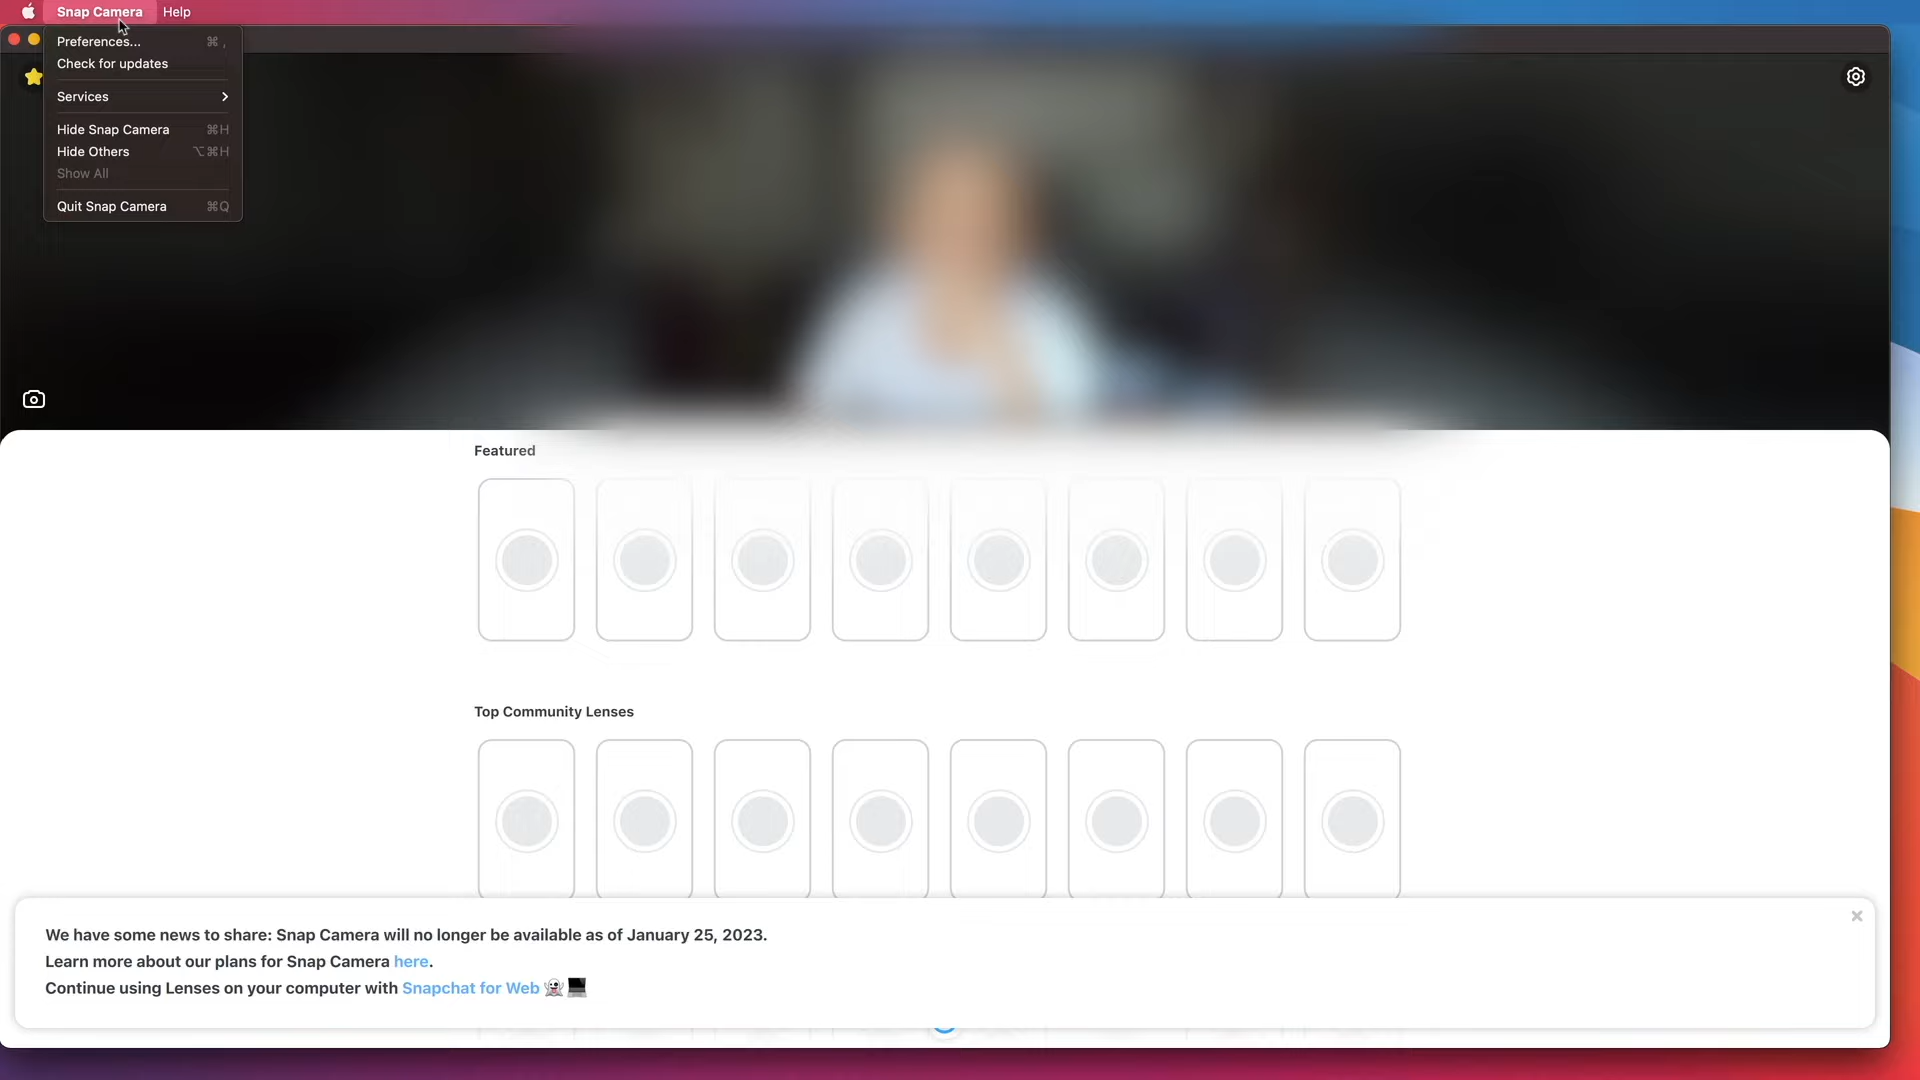 Snap Camera Help
Preferences... ⌘ ,
Check for updates
Services
Hide Snap Camera ⌘H
Hide Others ⌥⌘H
Show All
Quit Snap Camera ⌘Q
Featured
Top Community Lenses
We have some news to share: Snap Camera will no longer be available as of January 25, 2023.
Learn more about our plans for Snap Camera here.
Continue using Lenses on your computer with Snapchat for Web 👻💻